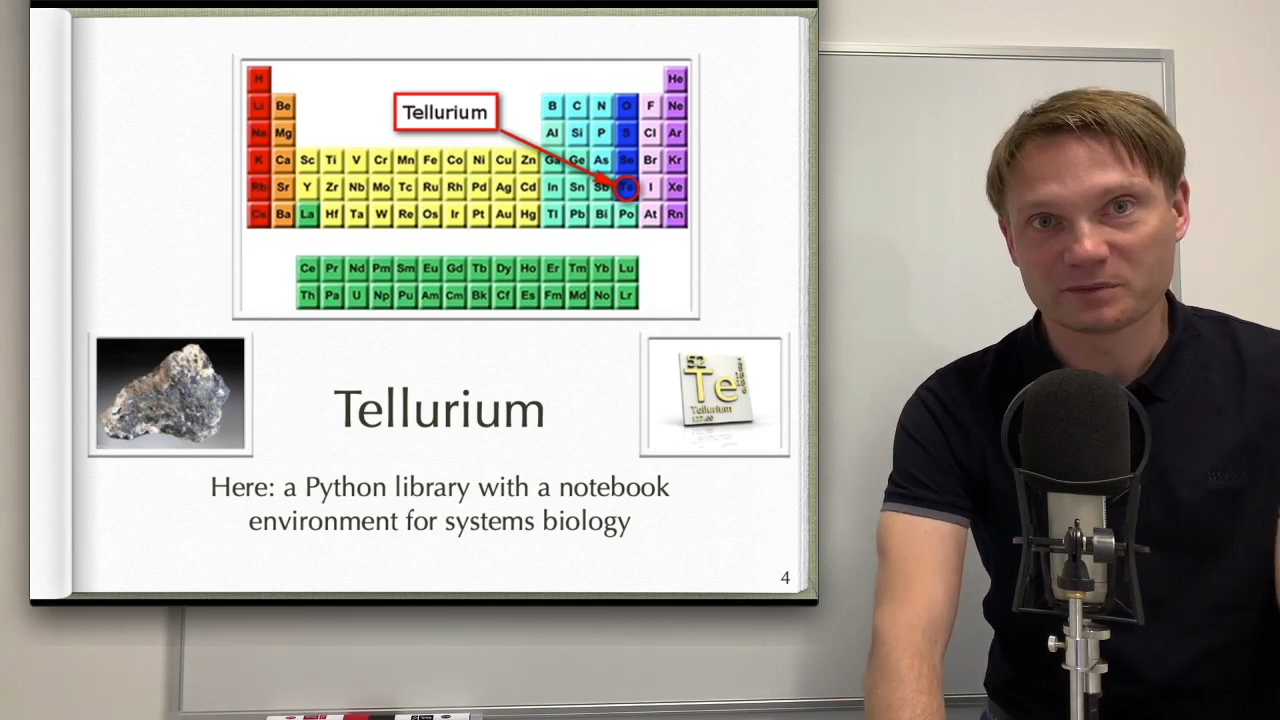 H He
Li Be B C N O F Ne
Na Mg Al Si P S Cl Ar
K Ca Sc Ti V Cr Mn Fe Co Ni Cu Zn Ga Ge As Se Br Kr
Rb Sr Y Zr Nb Mo Tc Ru Rh Pd Ag Cd In Sn Sb Te I Xe
Cs Ba La Hf Ta W Re Os Ir Pt Au Hg Tl Pb Bi Po At Rn
Tellurium
Ce Pr Nd Pm Sm Eu Gd Tb Dy Ho Er Tm Yb Lu
Th Pa U Np Pu Am Cm Bk Cf Es Fm Md No Lr
52
Te
Tellurium
Tellurium
Here: a Python library with a notebook
environment for systems biology
4